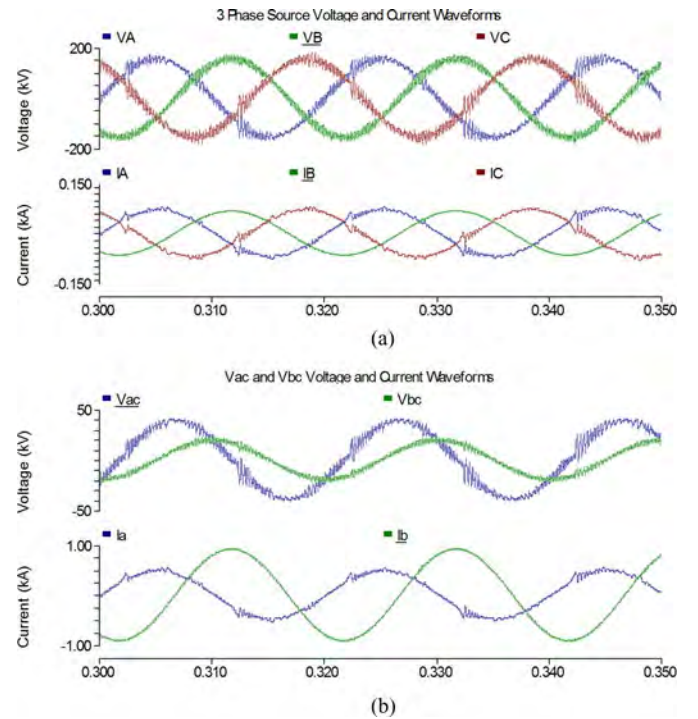 3 Phase Source Voltage and Current Waveforms
VA VB VC
200
Voltage (kV)
-200
IA IB IC
0.150
Current (kA)
-0.150
0.300 0.310 0.320 0.330 0.340 0.350
(a)
Vac and Vbc Voltage and Current Waveforms
Vac Vbc
50
Voltage (kV)
-50
Ia Ib
1.00
Current (kA)
-1.00
0.300 0.310 0.320 0.330 0.340 0.350
(b)